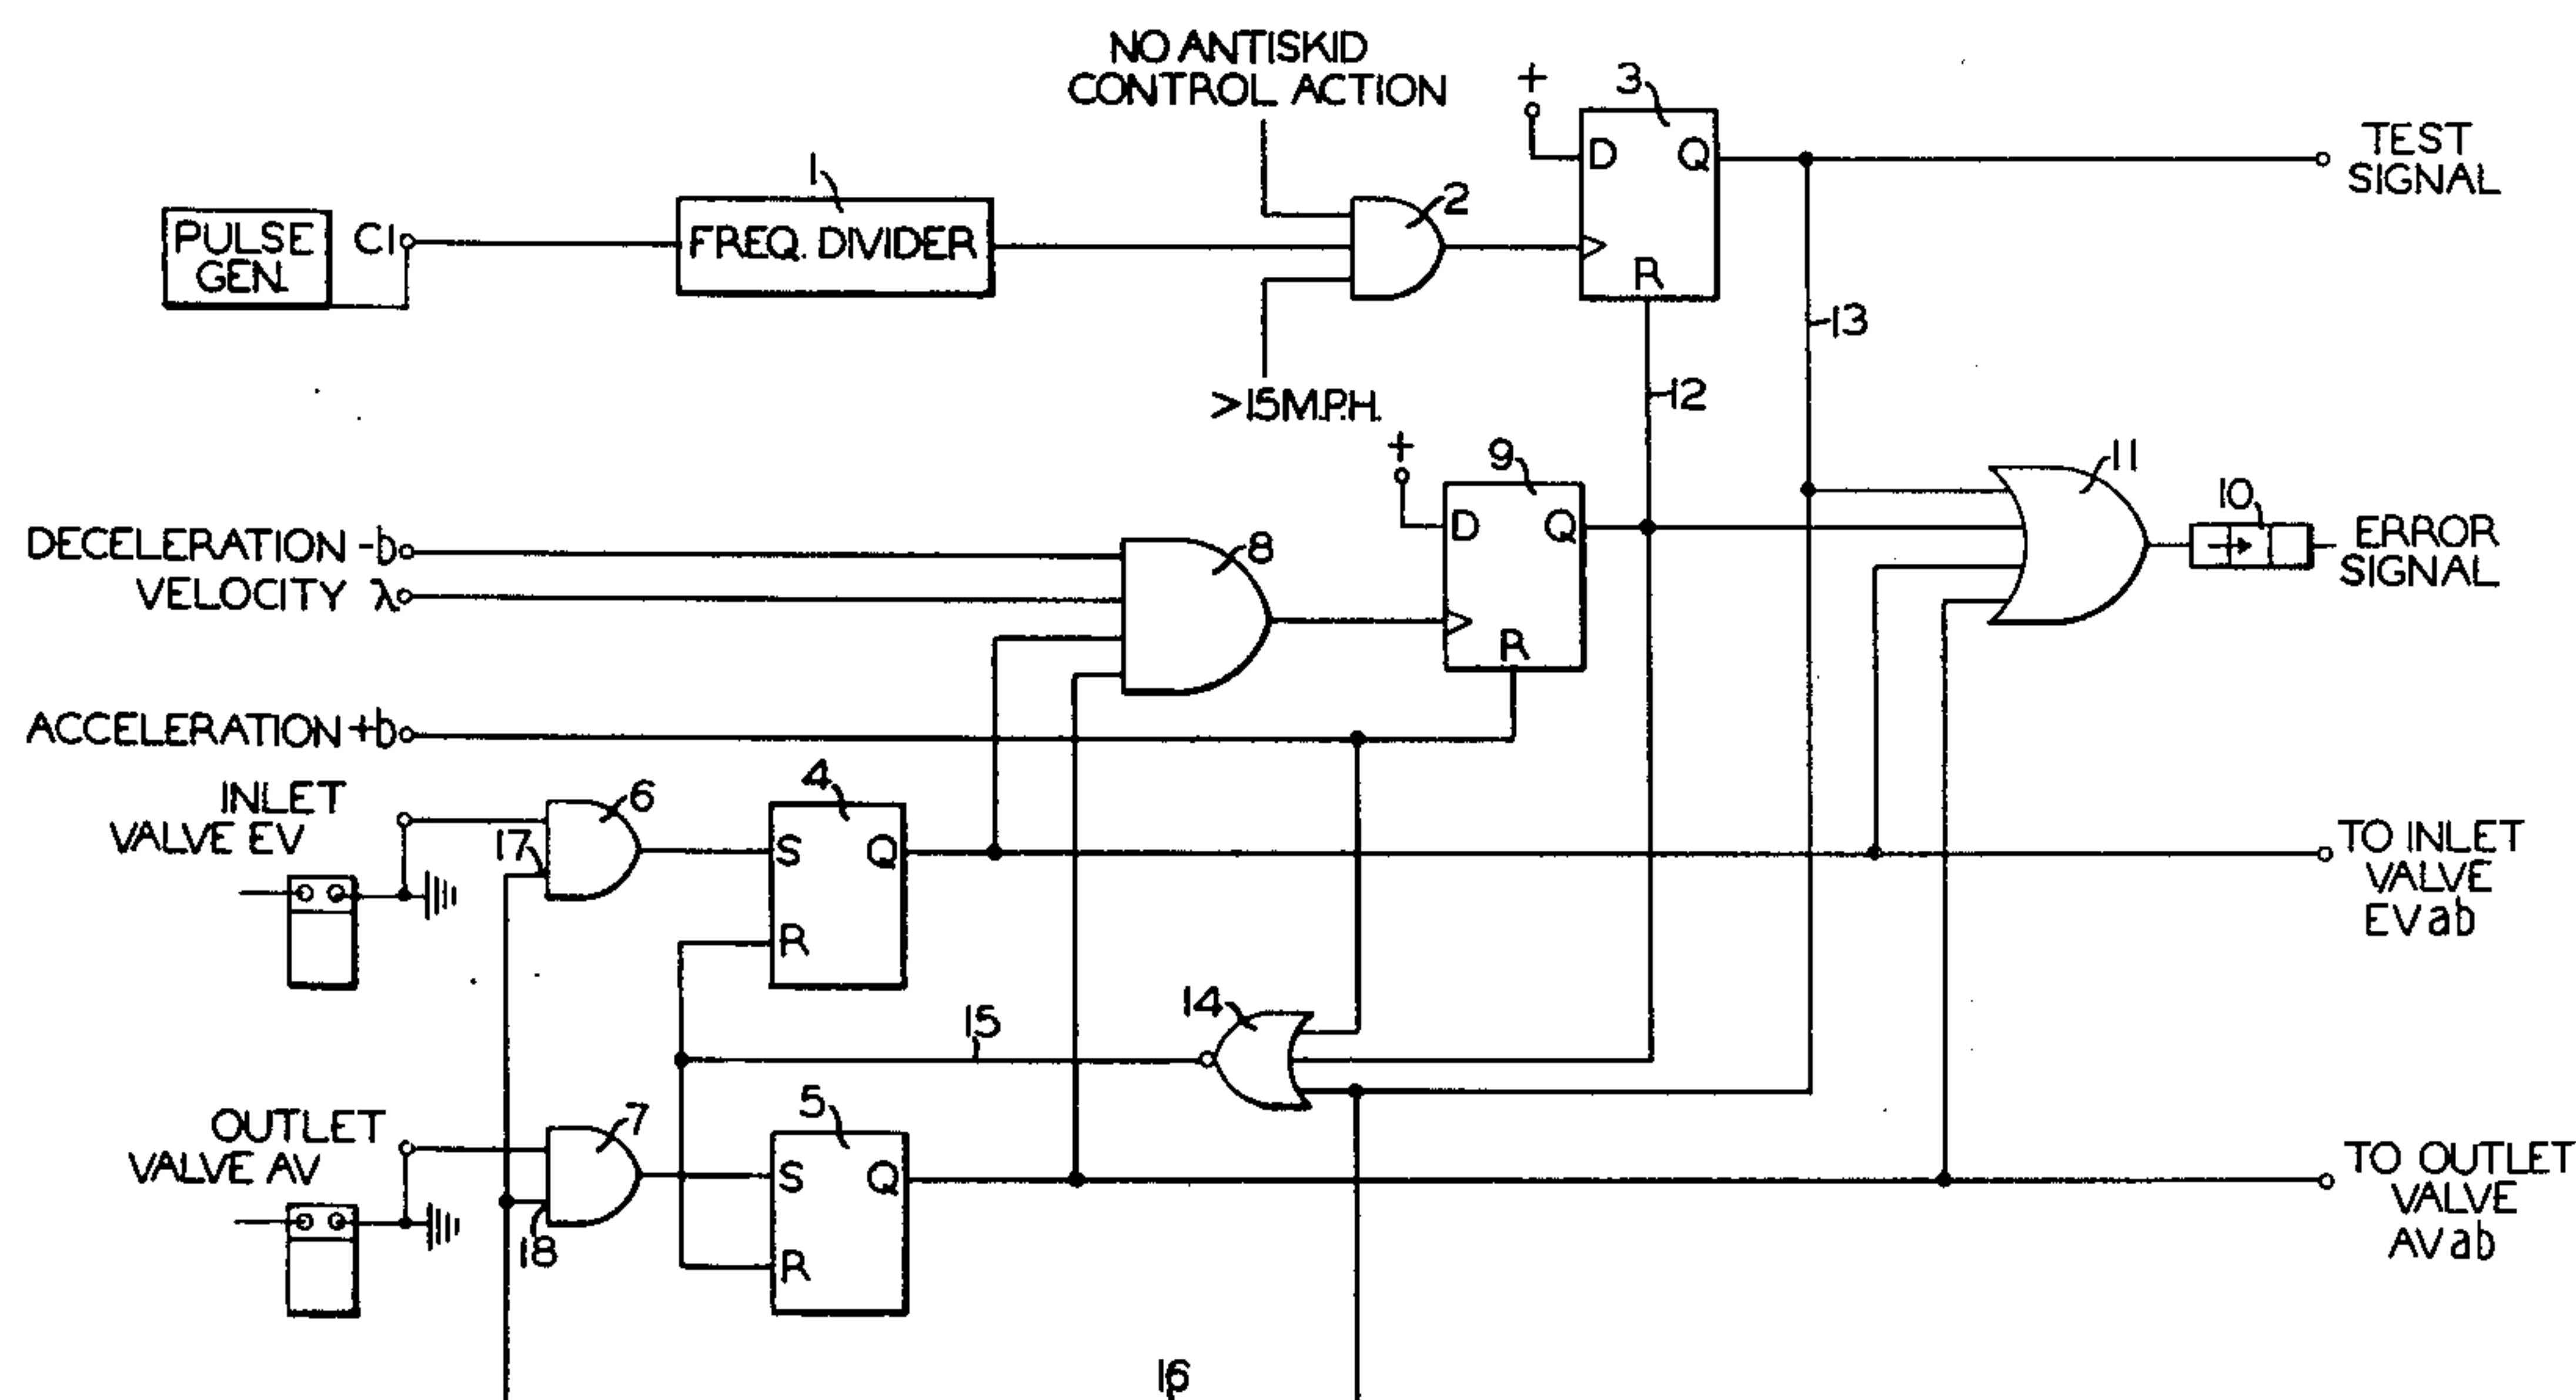 NO ANTISKID
CONTROL ACTION
+
3
D
Q
R
TEST
SIGNAL
1
2
PULSE
GEN.
C1
FREQ. DIVIDER
13
>15M.P.H.
12
+
9
D
Q
R
11
10
ERROR
SIGNAL
DECELERATION -b
VELOCITY λ
8
ACCELERATION +b
INLET
VALVE EV
17
6
4
S
Q
R
TO INLET
VALVE
EVab
14
15
OUTLET
VALVE AV
18
7
5
S
Q
R
TO OUTLET
VALVE
AVab
16